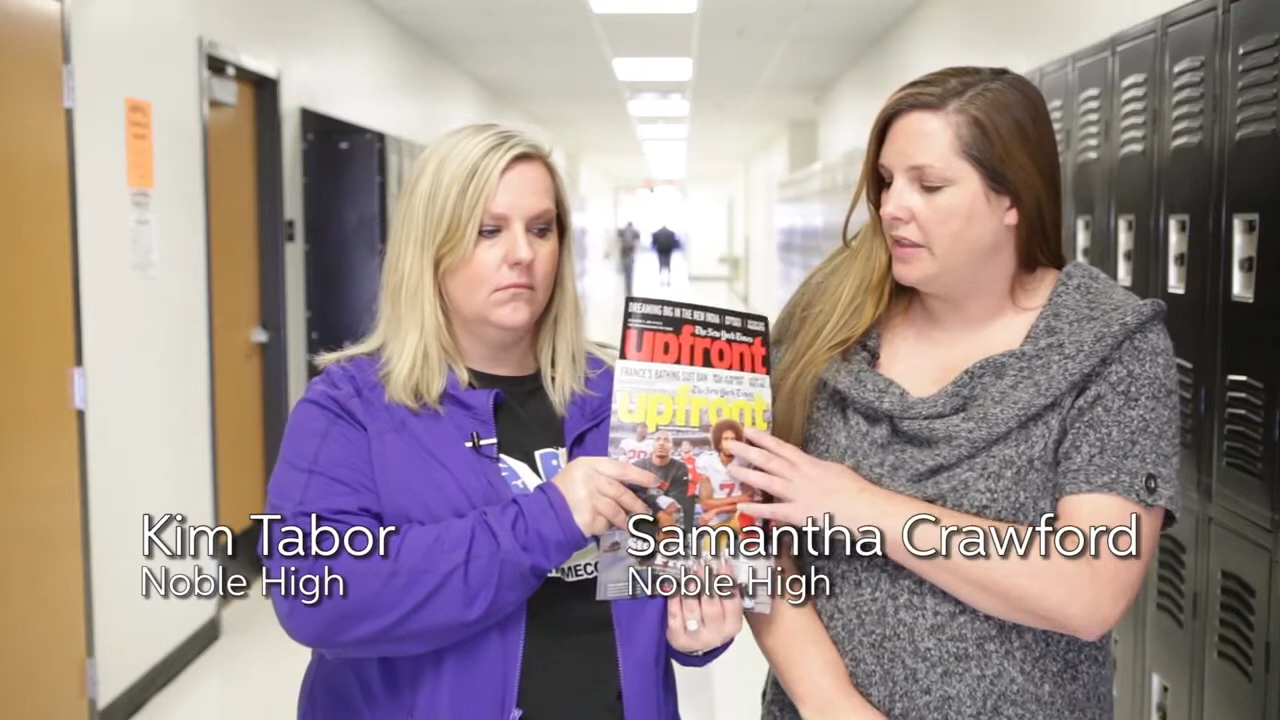 DREAMING BIG IN THE NEW INDIA
The New York Times
upfront
FRANCE'S BATHING SUIT BAN
The New York Times
upfront
Kim Tabor
Noble High
Samantha Crawford
Noble High